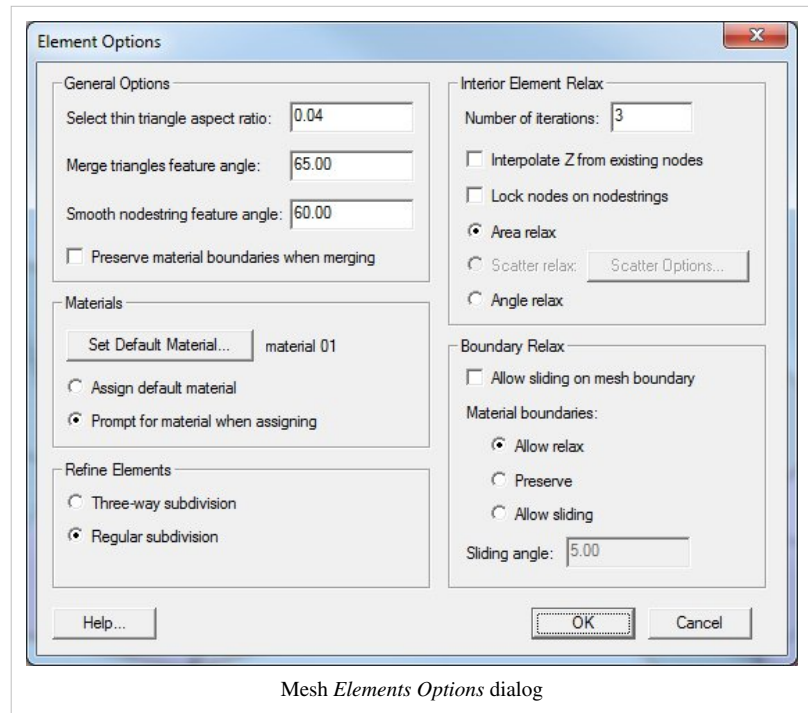 Element Options
General Options
Select thin triangle aspect ratio: 0.04
Merge triangles feature angle: 65.00
Smooth nodestring feature angle: 60.00
Preserve material boundaries when merging
Materials
Set Default Material... material 01
Assign default material
Prompt for material when assigning
Refine Elements
Three-way subdivision
Regular subdivision
Interior Element Relax
Number of iterations: 3
Interpolate Z from existing nodes
Lock nodes on nodestrings
Area relax
Scatter relax: Scatter Options...
Angle relax
Boundary Relax
Allow sliding on mesh boundary
Material boundaries:
Allow relax
Preserve
Allow sliding
Sliding angle: 5.00
Help... OK Cancel
Mesh Elements Options dialog